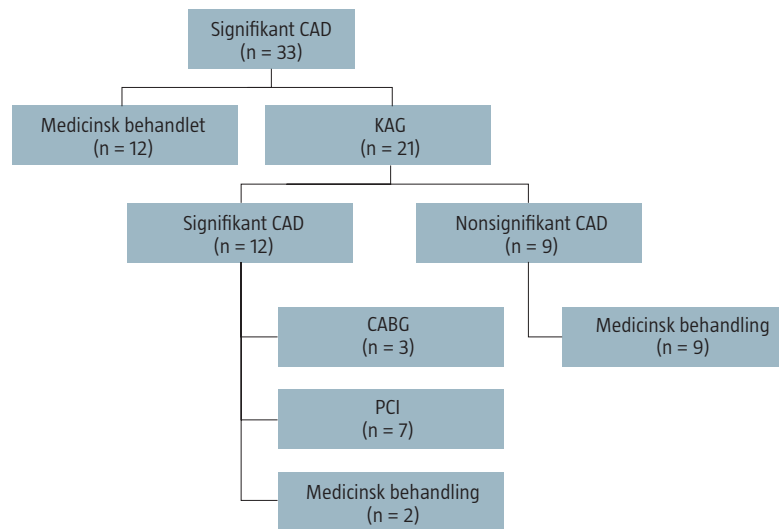 Signifikant CAD
(n = 33)
Medicinsk behandlet
(n = 12)
KAG
(n = 21)
Signifikant CAD
(n = 12)
Nonsignifikant CAD
(n = 9)
CABG
(n = 3)
Medicinsk behandling
(n = 9)
PCI
(n = 7)
Medicinsk behandling
(n = 2)